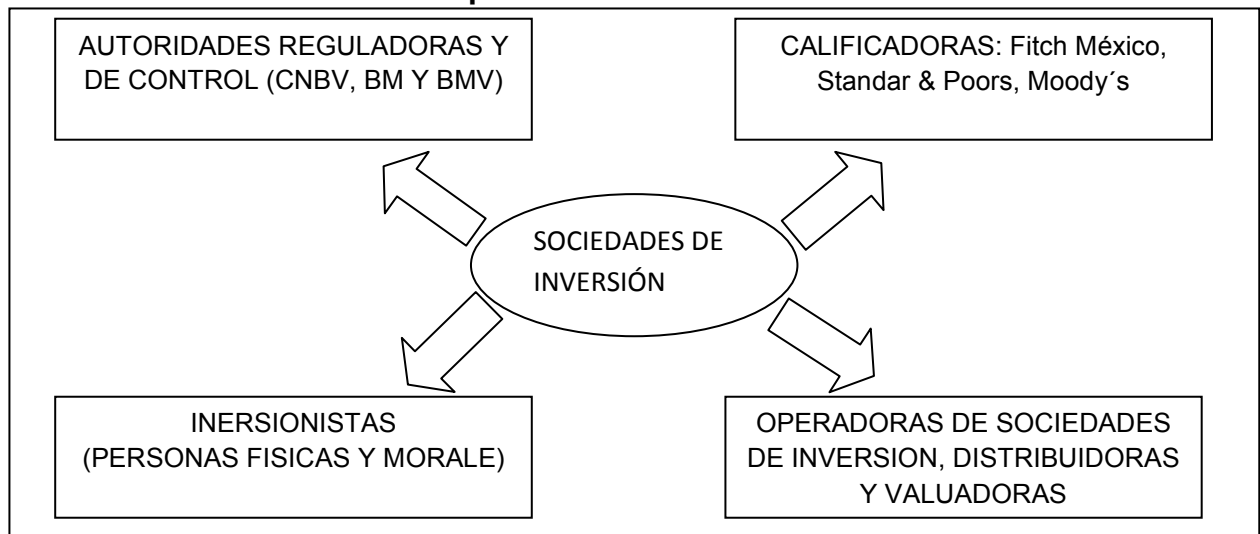 AUTORIDADES REGULADORAS Y
DE CONTROL (CNBV, BM Y BMV)
CALIFICADORAS: Fitch México,
Standar & Poors, Moody´s
SOCIEDADES DE
INVERSIÓN
INERSIONISTAS
(PERSONAS FISICAS Y MORALE)
OPERADORAS DE SOCIEDADES
DE INVERSION, DISTRIBUIDORAS
Y VALUADORAS